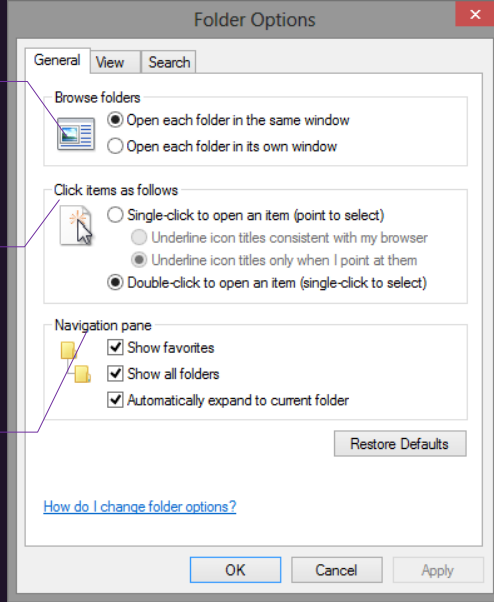 Folder Options
General View Search
Browse folders
Open each folder in the same window
Open each folder in its own window
Click items as follows
Single-click to open an item (point to select)
Underline icon titles consistent with my browser
Underline icon titles only when I point at them
Double-click to open an item (single-click to select)
Navigation pane
Show favorites
Show all folders
Automatically expand to current folder
Restore Defaults
How do I change folder options?
OK Cancel Apply